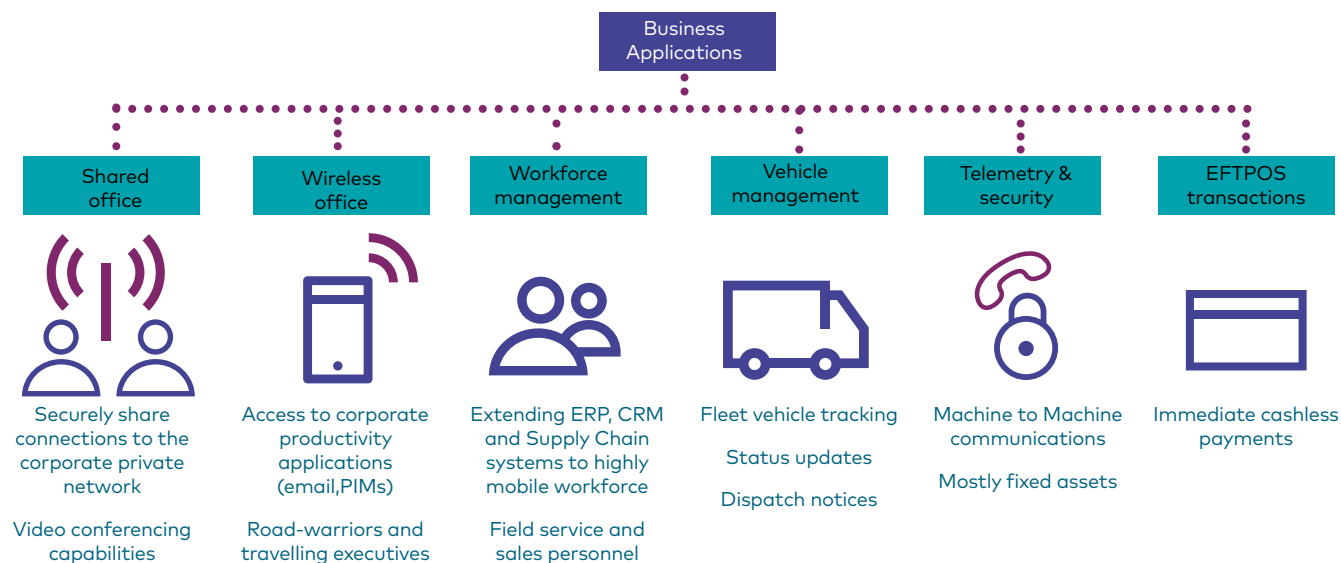 Business
Applications
Shared
office
Wireless
office
Workforce
management
Vehicle
management
Telemetry &
security
EFTPOS
transactions
Securely share
connections to the
corporate private
network
Video conferencing
capabilities
Access to corporate
productivity
applications
(email,PIMs)
Road-warriors and
travelling executives
Extending ERP, CRM
and Supply Chain
systems to highly
mobile workforce
Field service and
sales personnel
Fleet vehicle tracking
Status updates
Dispatch notices
Machine to Machine
communications
Mostly fixed assets
Immediate cashless
payments